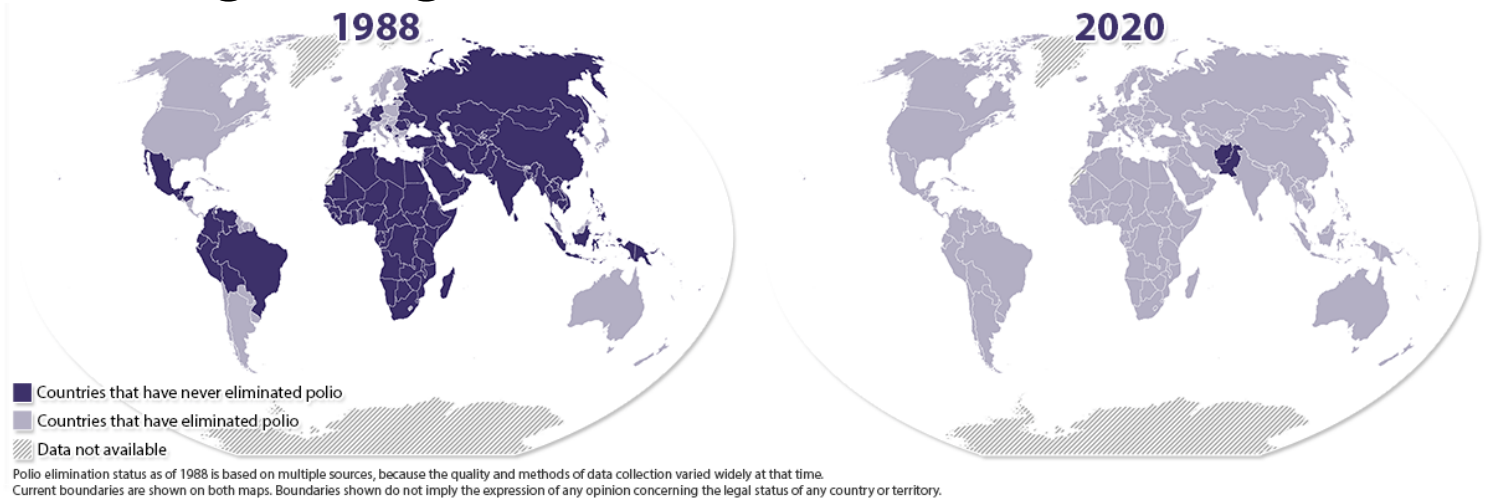 1988
2020
Countries that have never eliminated polio
Countries that have eliminated polio
Data not available
Polio elimination status as of 1988 is based on multiple sources, because the quality and methods of data collection varied widely at that time.
Current boundaries are shown on both maps. Boundaries shown do not imply the expression of any opinion concerning the legal status of any country or territory.